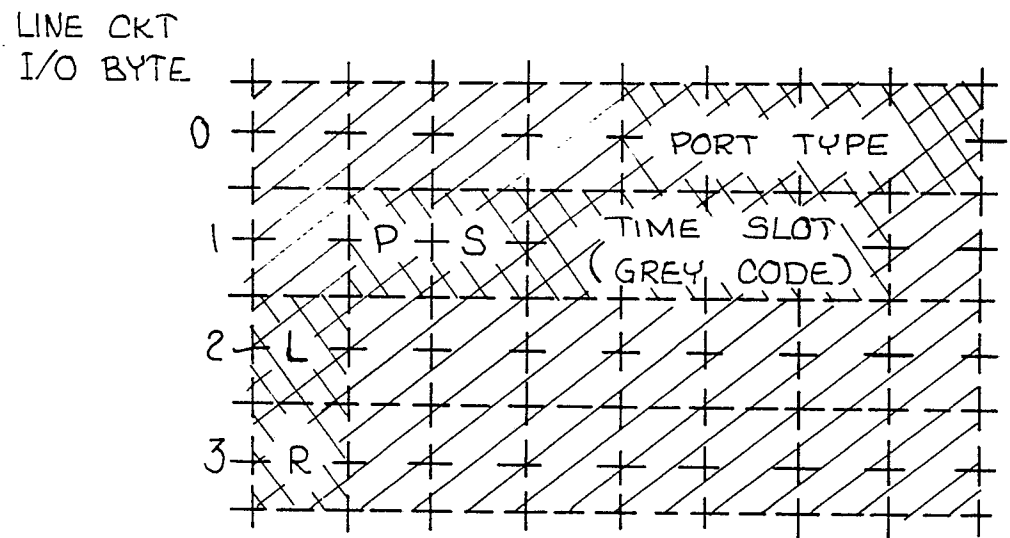 LINE CKT
I/O BYTE
0 PORT TYPE
1 P S TIME SLOT
(GREY CODE)
2 L
3 R